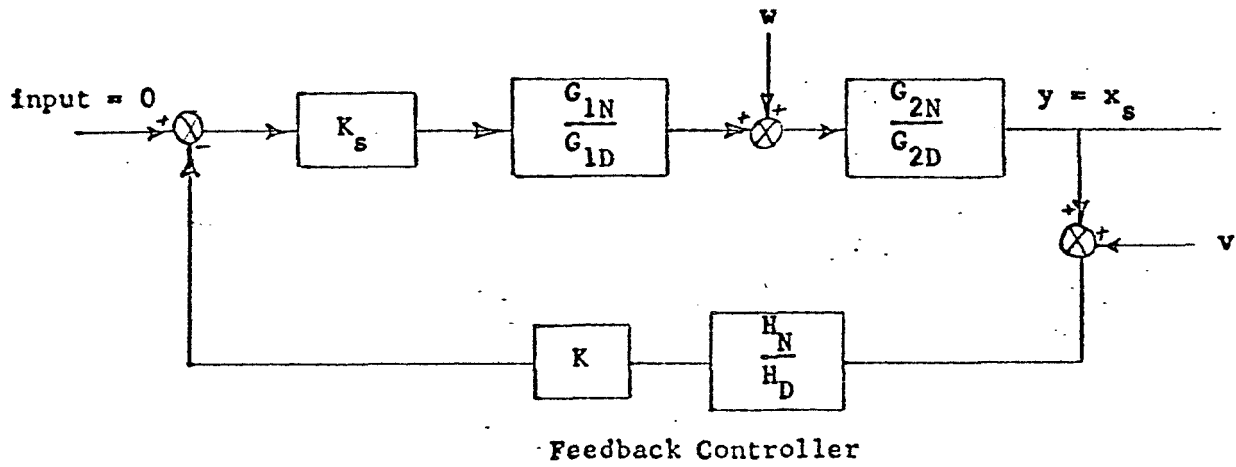 w
input = 0
+
-
K_s
G_1N
G_1D
+
+
G_2N
G_2D
y = x_s
+
+
v
K
H_N
H_D
Feedback Controller